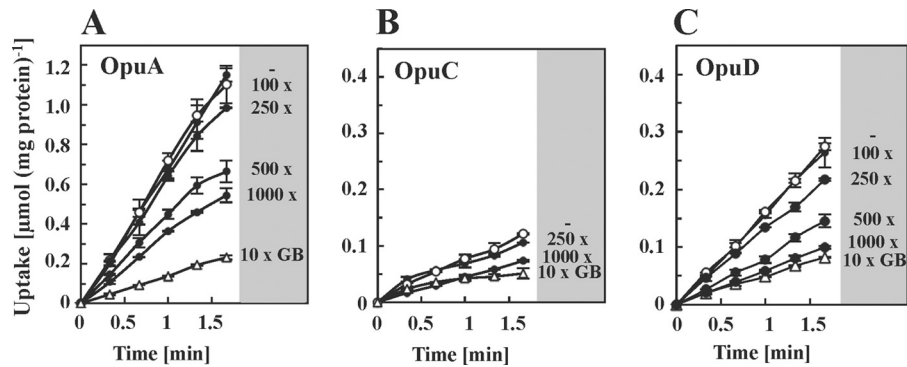 A
OpuA
Uptake [µmol (mg protein)-1]
1.2
1.0
0.8
0.6
0.4
0.2
0
-
100 x
250 x
500 x
1000 x
10 x GB
0 0.5 1 1.5
Time [min]
B
OpuC
0.4
0.3
0.2
0.1
0
-
250 x
1000 x
10 x GB
0 0.5 1 1.5
Time [min]
C
OpuD
0.4
0.3
0.2
0.1
0
-
100 x
250 x
500 x
1000 x
10 x GB
0 0.5 1 1.5
Time [min]